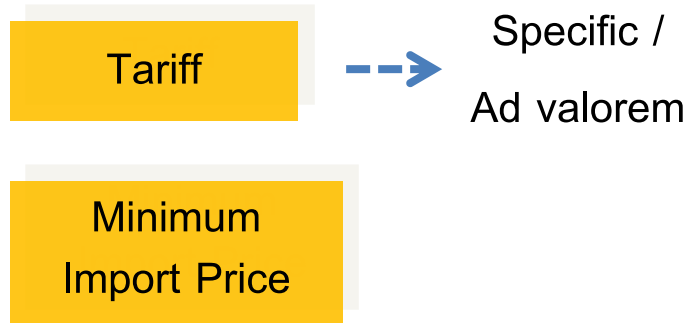 Tariff
Specific /
Ad valorem
Minimum
Import Price